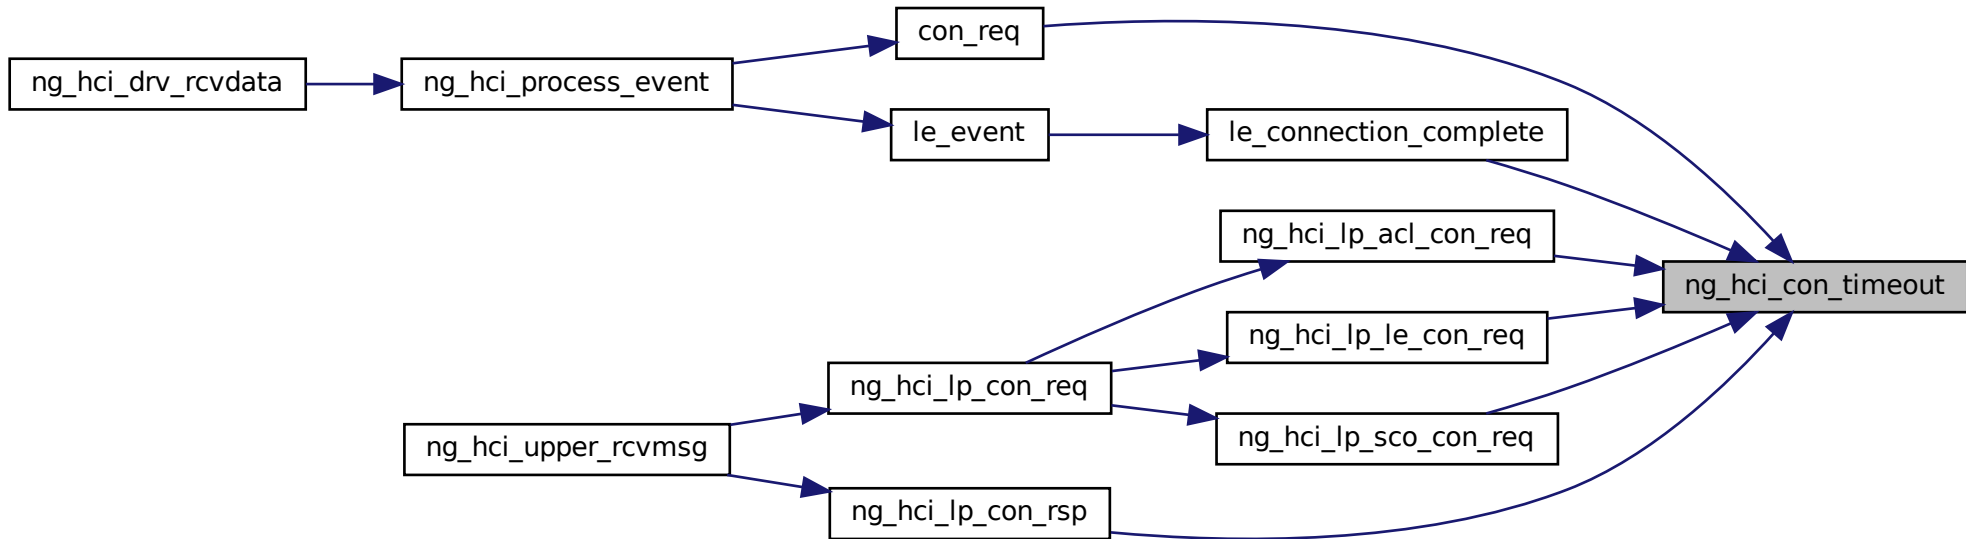 con_req
ng_hci_drv_rcvdata
ng_hci_process_event
le_event
le_connection_complete
ng_hci_lp_acl_con_req
ng_hci_con_timeout
ng_hci_lp_le_con_req
ng_hci_lp_con_req
ng_hci_lp_sco_con_req
ng_hci_upper_rcvmsg
ng_hci_lp_con_rsp